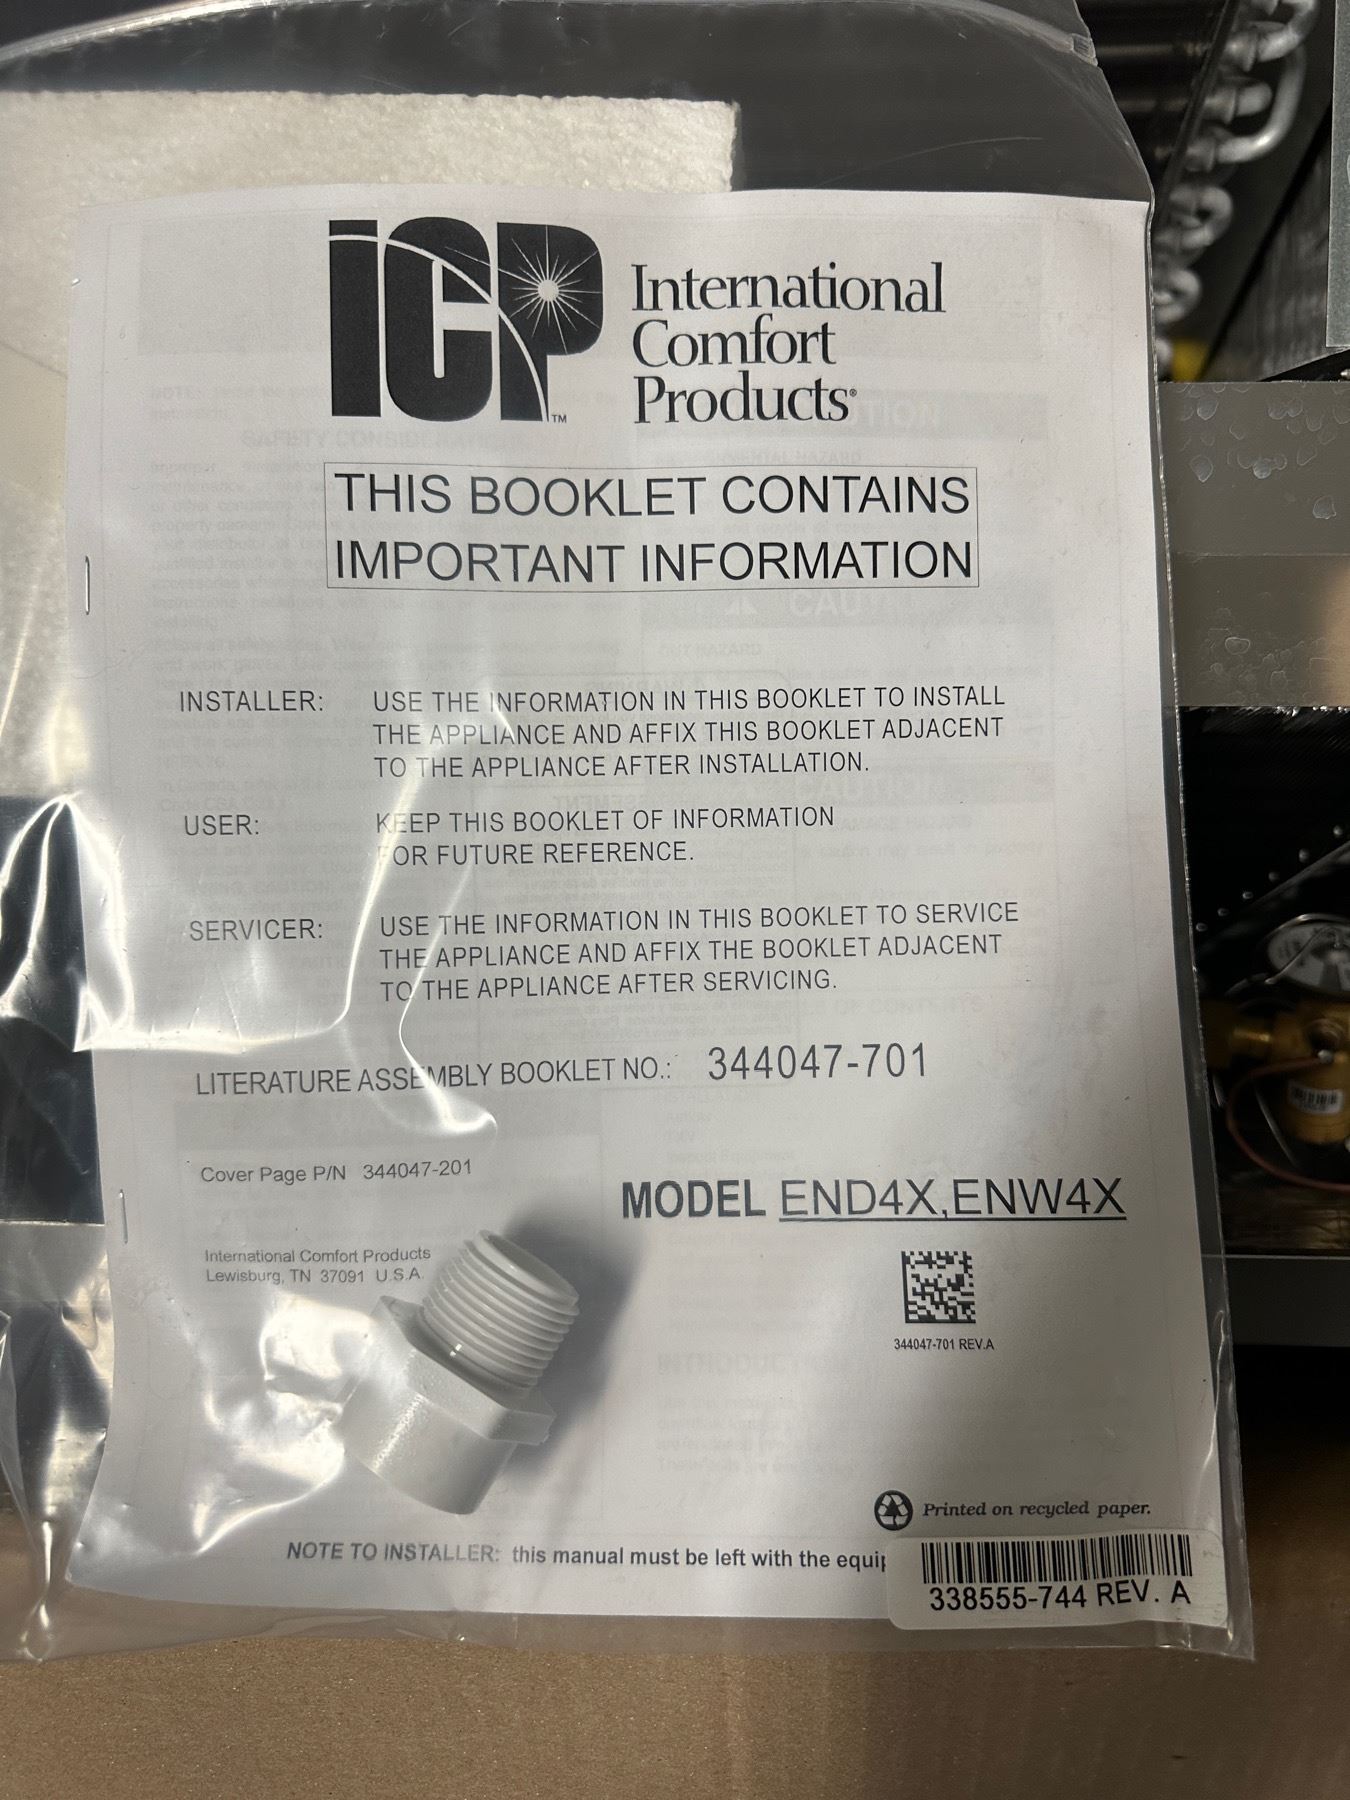 iCP™
International
Comfort
Products®
THIS BOOKLET CONTAINS
IMPORTANT INFORMATION
INSTALLER: USE THE INFORMATION IN THIS BOOKLET TO INSTALL
THE APPLIANCE AND AFFIX THIS BOOKLET ADJACENT
TO THE APPLIANCE AFTER INSTALLATION.
USER: KEEP THIS BOOKLET OF INFORMATION
FOR FUTURE REFERENCE.
SERVICER: USE THE INFORMATION IN THIS BOOKLET TO SERVICE
THE APPLIANCE AND AFFIX THE BOOKLET ADJACENT
TO THE APPLIANCE AFTER SERVICING.
LITERATURE ASSEMBLY BOOKLET NO.: 344047-701
Cover Page P/N 344047-201
MODEL END4X,ENW4X
International Comfort Products
Lewisburg, TN 37091 U.S.A.
344047-701 REV.A
Printed on recycled paper.
NOTE TO INSTALLER: this manual must be left with the equip
338555-744 REV. A